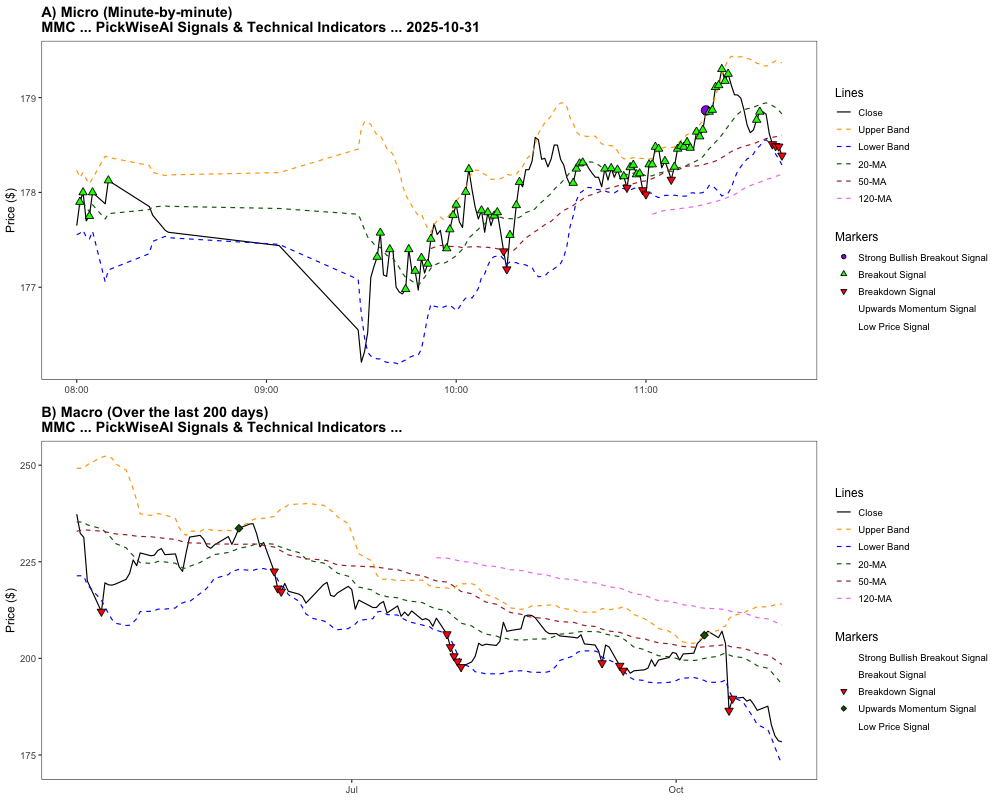 A) Micro (Minute-by-minute)
MMC ... PickWiseAI Signals & Technical Indicators ... 2025-10-31
Price ($)
179
178
177
08:00
09:00
10:00
11:00
Lines
Close
Upper Band
Lower Band
20-MA
50-MA
120-MA
Markers
Strong Bullish Breakout Signal
Breakout Signal
Breakdown Signal
Upwards Momentum Signal
Low Price Signal
B) Macro (Over the last 200 days)
MMC ... PickWiseAI Signals & Technical Indicators ...
Price ($)
250
225
200
175
Jul
Oct
Lines
Close
Upper Band
Lower Band
20-MA
50-MA
120-MA
Markers
Strong Bullish Breakout Signal
Breakout Signal
Breakdown Signal
Upwards Momentum Signal
Low Price Signal